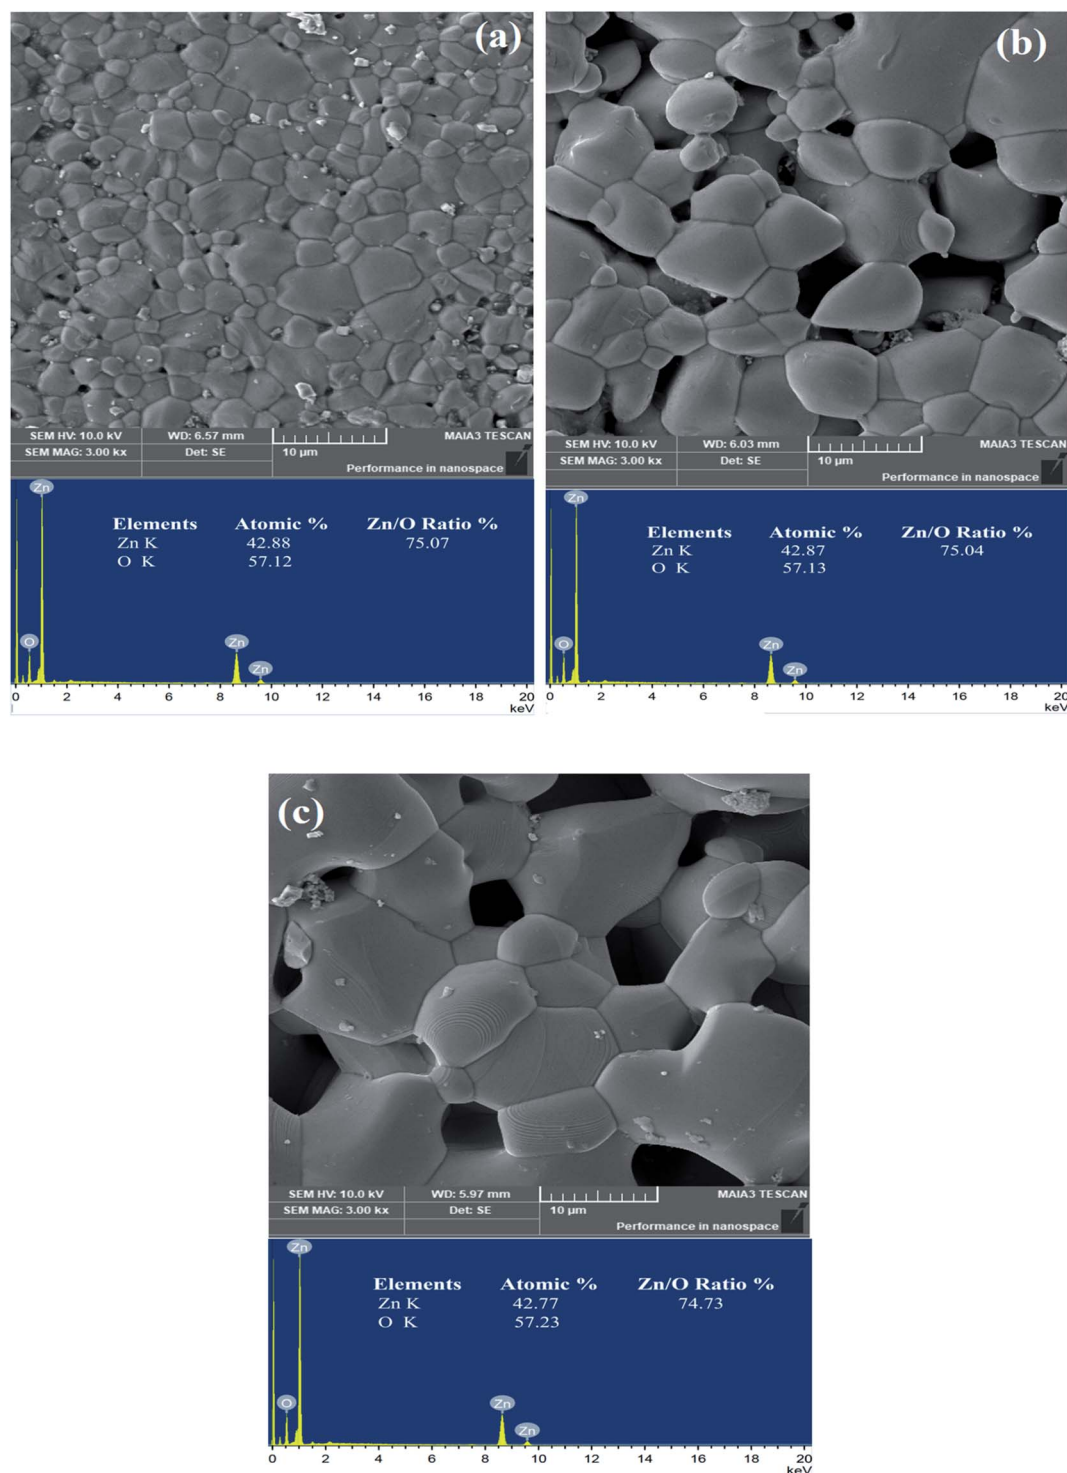 (a)
SEM HV: 10.0 kV WD: 6.57 mm MAIA3 TESCAN
SEM MAG: 3.00 kx Det: SE 10 µm
Performance in nanospace
Zn
Elements Atomic % Zn/O Ratio %
Zn K 42.88 75.07
O K 57.12
O Zn
Zn
0 2 4 6 8 10 12 14 16 18 20
keV
(b)
SEM HV: 10.0 kV WD: 6.03 mm MAIA3 TESCAN
SEM MAG: 3.00 kx Det: SE 10 µm
Performance in nanospace
Zn
Elements Atomic % Zn/O Ratio %
Zn K 42.87 75.04
O K 57.13
O Zn
Zn
0 2 4 6 8 10 12 14 16 18 20
keV
(c)
SEM HV: 10.0 kV WD: 5.97 mm MAIA3 TESCAN
SEM MAG: 3.00 kx Det: SE 10 µm
Performance in nanospace
Zn
Elements Atomic % Zn/O Ratio %
Zn K 42.77 74.73
O K 57.23
O Zn
Zn
0 2 4 6 8 10 12 14 16 18 20
keV